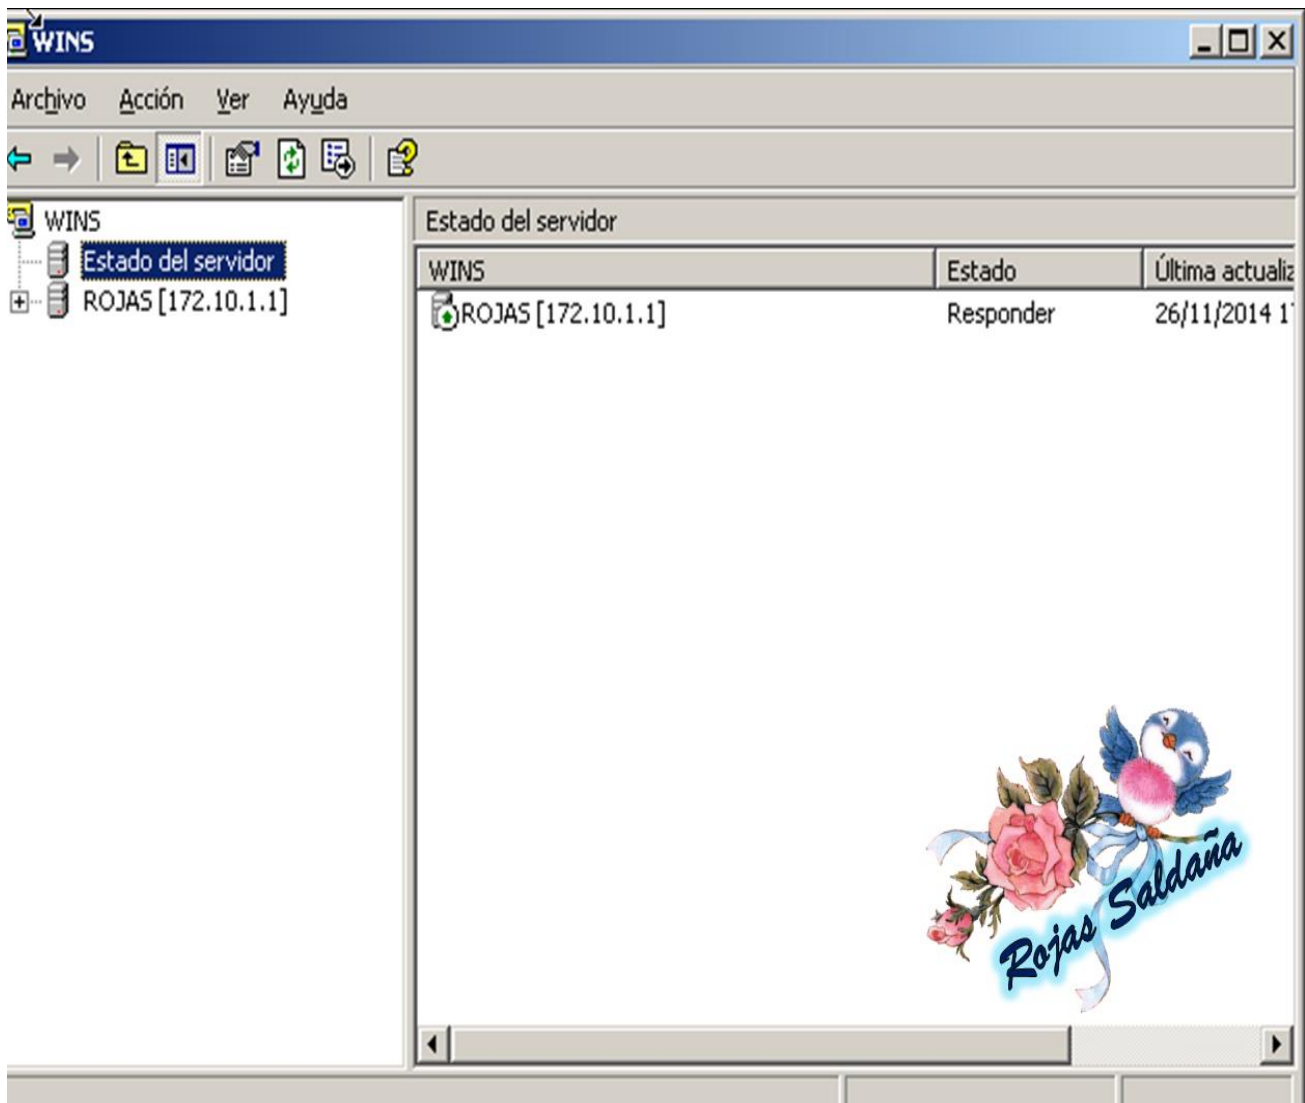 WINS
Archivo Acción Ver Ayuda
WINS
Estado del servidor
ROJAS [172.10.1.1]
Estado del servidor
WINS Estado Última actualiz
ROJAS [172.10.1.1] Responder 26/11/2014 1
Rojas Saldaña